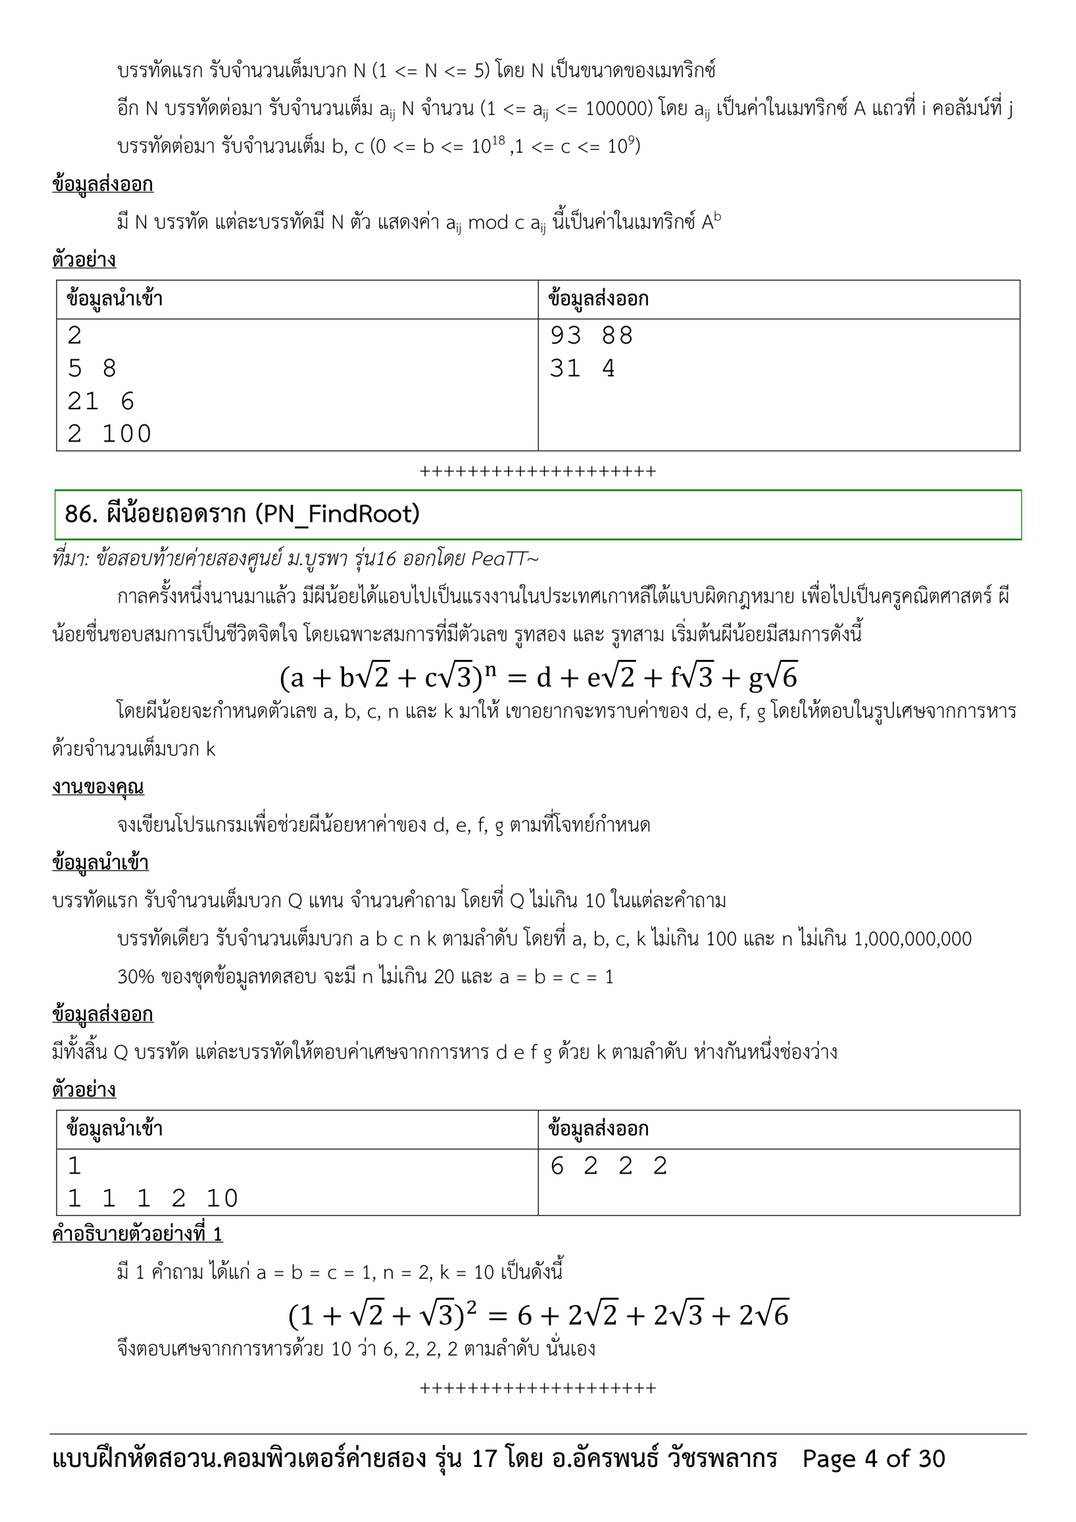 บรรทัดแรก รับจำนวนเต็มบวก N (1 <= N <= 5) โดย N เป็นขนาดของเมทริกซ์
อีก N บรรทัดต่อมา รับจำนวนเต็ม aij N จำนวน (1 <= aij <= 100000) โดย aij เป็นค่าในเมทริกซ์ A แถวที่ i คอลัมน์ที่ j
บรรทัดต่อมา รับจำนวนเต็ม b, c (0 <= b <= 10^18 ,1 <= c <= 10^9)
ข้อมูลส่งออก
มี N บรรทัด แต่ละบรรทัดมี N ตัว แสดงค่า aij mod c aij นี้เป็นค่าในเมทริกซ์ A^b
ตัวอย่าง
ข้อมูลนำเข้า ข้อมูลส่งออก
2 93 88
5 8 31 4
21 6
2 100
++++++++++++++++++++
86. ผีน้อยถอดราก (PN_FindRoot)
ที่มา: ข้อสอบท้ายค่ายสองศูนย์ ม.บูรพา รุ่น16 ออกโดย PeaTT~
กาลครั้งหนึ่งนานมาแล้ว มีผีน้อยได้แอบไปเป็นแรงงานในประเทศเกาหลีใต้แบบผิดกฎหมาย เพื่อไปเป็นครูคณิตศาสตร์ ผี
น้อยชื่นชอบสมการเป็นชีวิตจิตใจ โดยเฉพาะสมการที่มีตัวเลข รูทสอง และ รูทสาม เริ่มต้นผีน้อยมีสมการดังนี้
(a + b√2 + c√3)^n = d + e√2 + f√3 + g√6
โดยผีน้อยจะกำหนดตัวเลข a, b, c, n และ k มาให้ เขาอยากจะทราบค่าของ d, e, f, g โดยให้ตอบในรูปเศษจากการหาร
ด้วยจำนวนเต็มบวก k
งานของคุณ
จงเขียนโปรแกรมเพื่อช่วยผีน้อยหาค่าของ d, e, f, g ตามที่โจทย์กำหนด
ข้อมูลนำเข้า
บรรทัดแรก รับจำนวนเต็มบวก Q แทน จำนวนคำถาม โดยที่ Q ไม่เกิน 10 ในแต่ละคำถาม
บรรทัดเดียว รับจำนวนเต็มบวก a b c n k ตามลำดับ โดยที่ a, b, c, k ไม่เกิน 100 และ n ไม่เกิน 1,000,000,000
30% ของชุดข้อมูลทดสอบ จะมี n ไม่เกิน 20 และ a = b = c = 1
ข้อมูลส่งออก
มีทั้งสิ้น Q บรรทัด แต่ละบรรทัดให้ตอบค่าเศษจากการหาร d e f g ด้วย k ตามลำดับ ห่างกันหนึ่งช่องว่าง
ตัวอย่าง
ข้อมูลนำเข้า ข้อมูลส่งออก
1 6 2 2 2
1 1 1 2 10
คำอธิบายตัวอย่างที่ 1
มี 1 คำถาม ได้แก่ a = b = c = 1, n = 2, k = 10 เป็นดังนี้
(1 + √2 + √3)^2 = 6 + 2√2 + 2√3 + 2√6
จึงตอบเศษจากการหารด้วย 10 ว่า 6, 2, 2, 2 ตามลำดับ นั่นเอง
++++++++++++++++++++
แบบฝึกหัดสอวน.คอมพิวเตอร์ค่ายสอง รุ่น 17 โดย อ.อัครพนธ์ วัชรพลากร Page 4 of 30